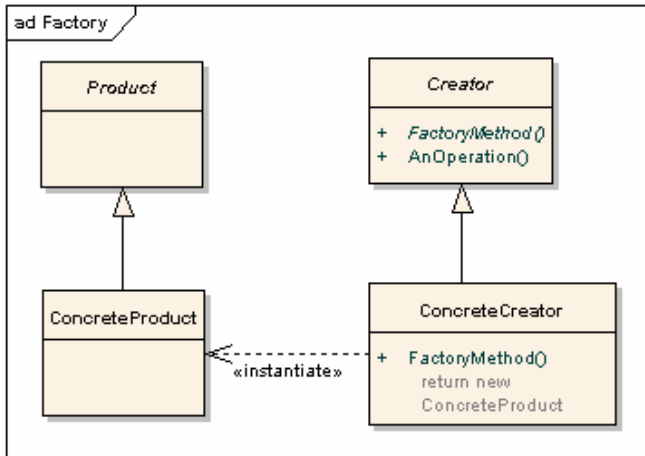 ad Factory
Product
Creator
+ FactoryMethod()
+ AnOperation()
ConcreteProduct
ConcreteCreator
«instantiate»
+ FactoryMethod()
return new
ConcreteProduct